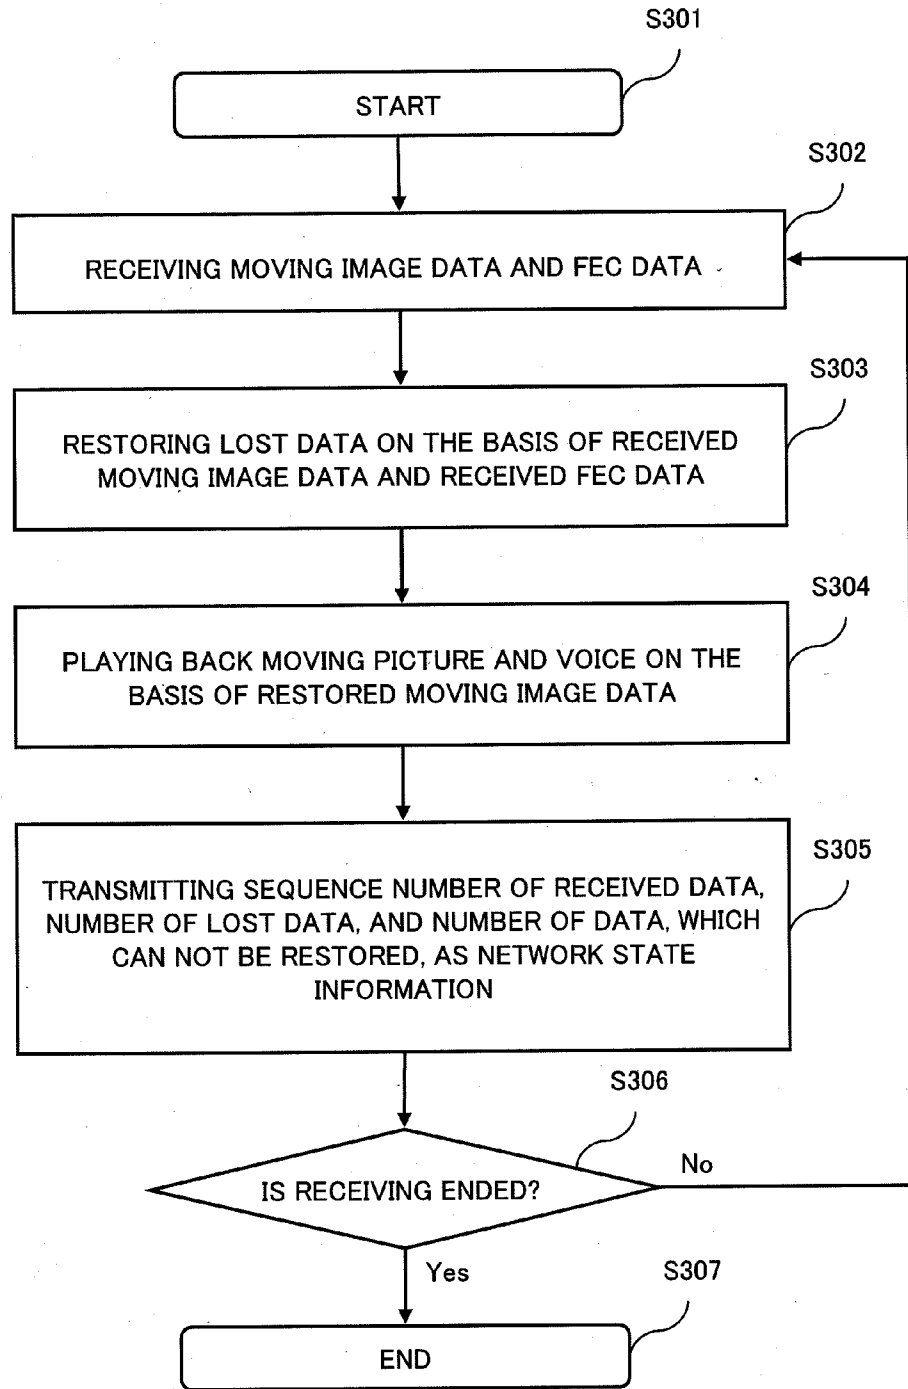 S301
START
S302
RECEIVING MOVING IMAGE DATA AND FEC DATA
S303
RESTORING LOST DATA ON THE BASIS OF RECEIVED
MOVING IMAGE DATA AND RECEIVED FEC DATA
S304
PLAYING BACK MOVING PICTURE AND VOICE ON THE
BASIS OF RESTORED MOVING IMAGE DATA
S305
TRANSMITTING SEQUENCE NUMBER OF RECEIVED DATA,
NUMBER OF LOST DATA, AND NUMBER OF DATA, WHICH
CAN NOT BE RESTORED, AS NETWORK STATE
INFORMATION
S306
IS RECEIVING ENDED?
No
Yes
S307
END